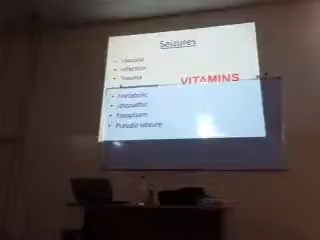 Seizures
• Vascular
• Infection
• Trauma
VITAMINS
• Metabolic
• Idiopathic
• Neoplasm
• Pseudo seizure